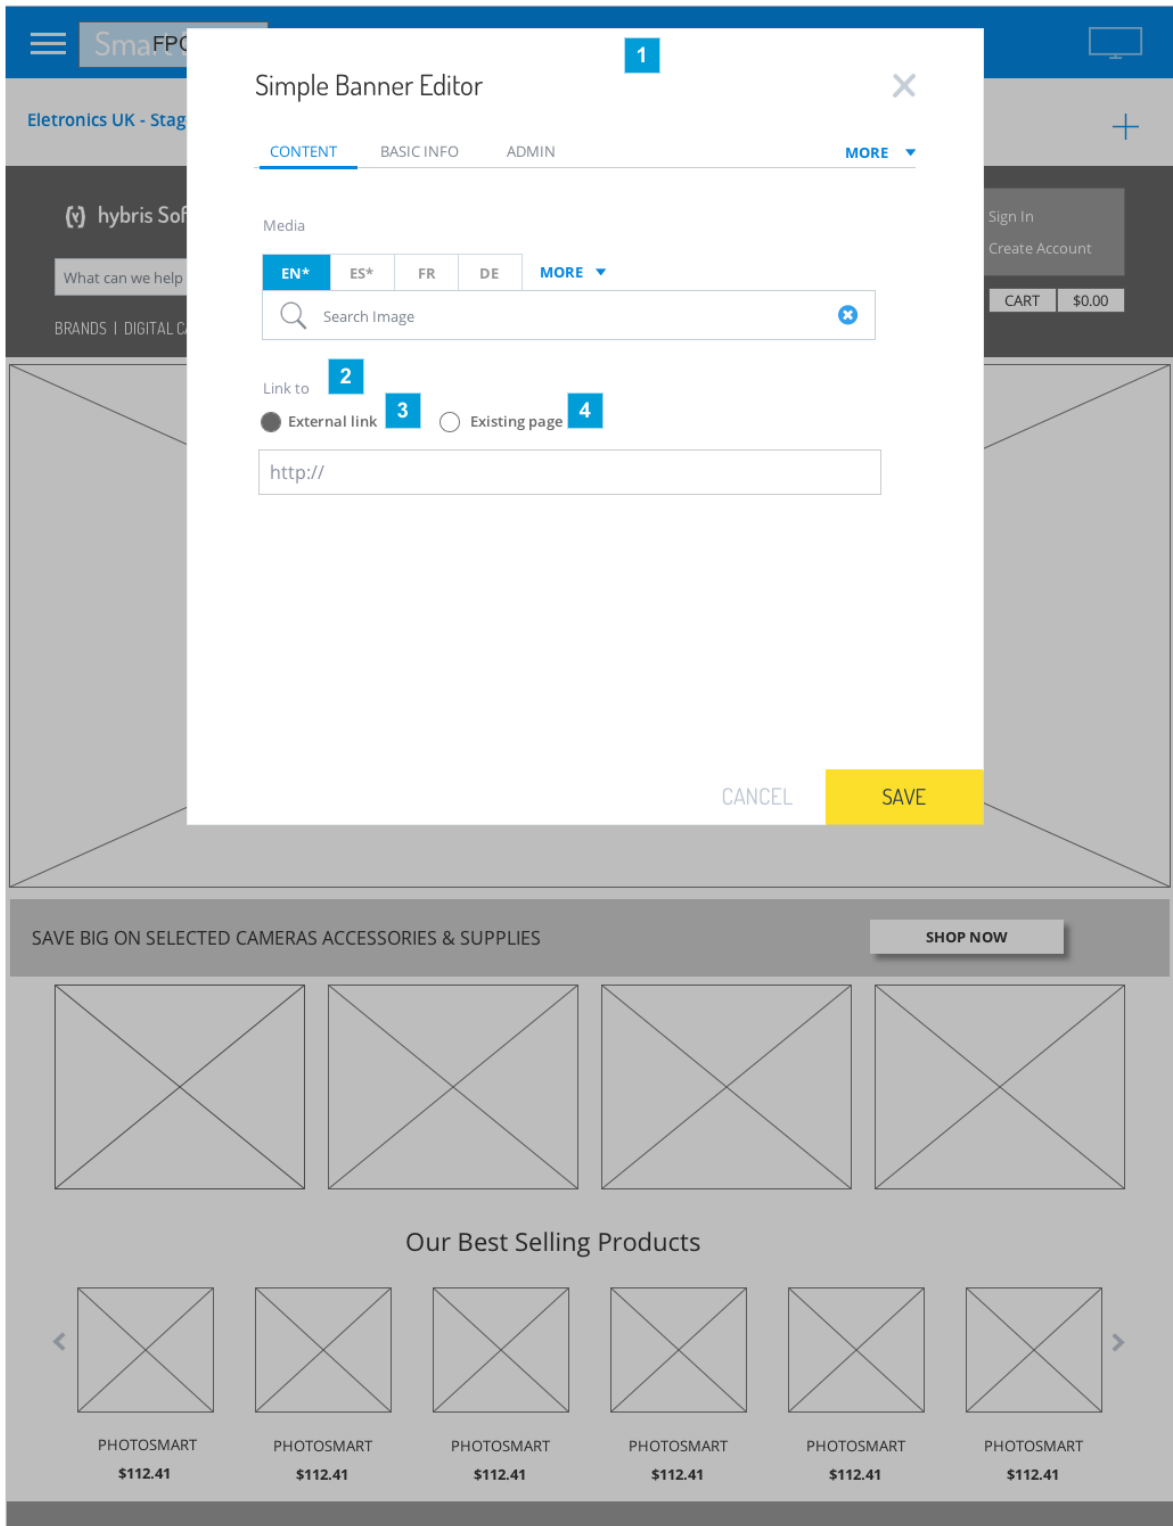 Smart FPO
1
Simple Banner Editor
Eletronics UK - Stag
CONTENT BASIC INFO ADMIN MORE
(y) hybris Sof
Sign In
Media
Create Account
What can we help
EN* ES* FR DE MORE
CART $0.00
Search Image
BRANDS | DIGITAL CA
Link to 2
External link 3 Existing page 4
http://
CANCEL SAVE
SAVE BIG ON SELECTED CAMERAS ACCESSORIES & SUPPLIES SHOP NOW
Our Best Selling Products
PHOTOSMART PHOTOSMART PHOTOSMART PHOTOSMART PHOTOSMART PHOTOSMART
$112.41 $112.41 $112.41 $112.41 $112.41 $112.41